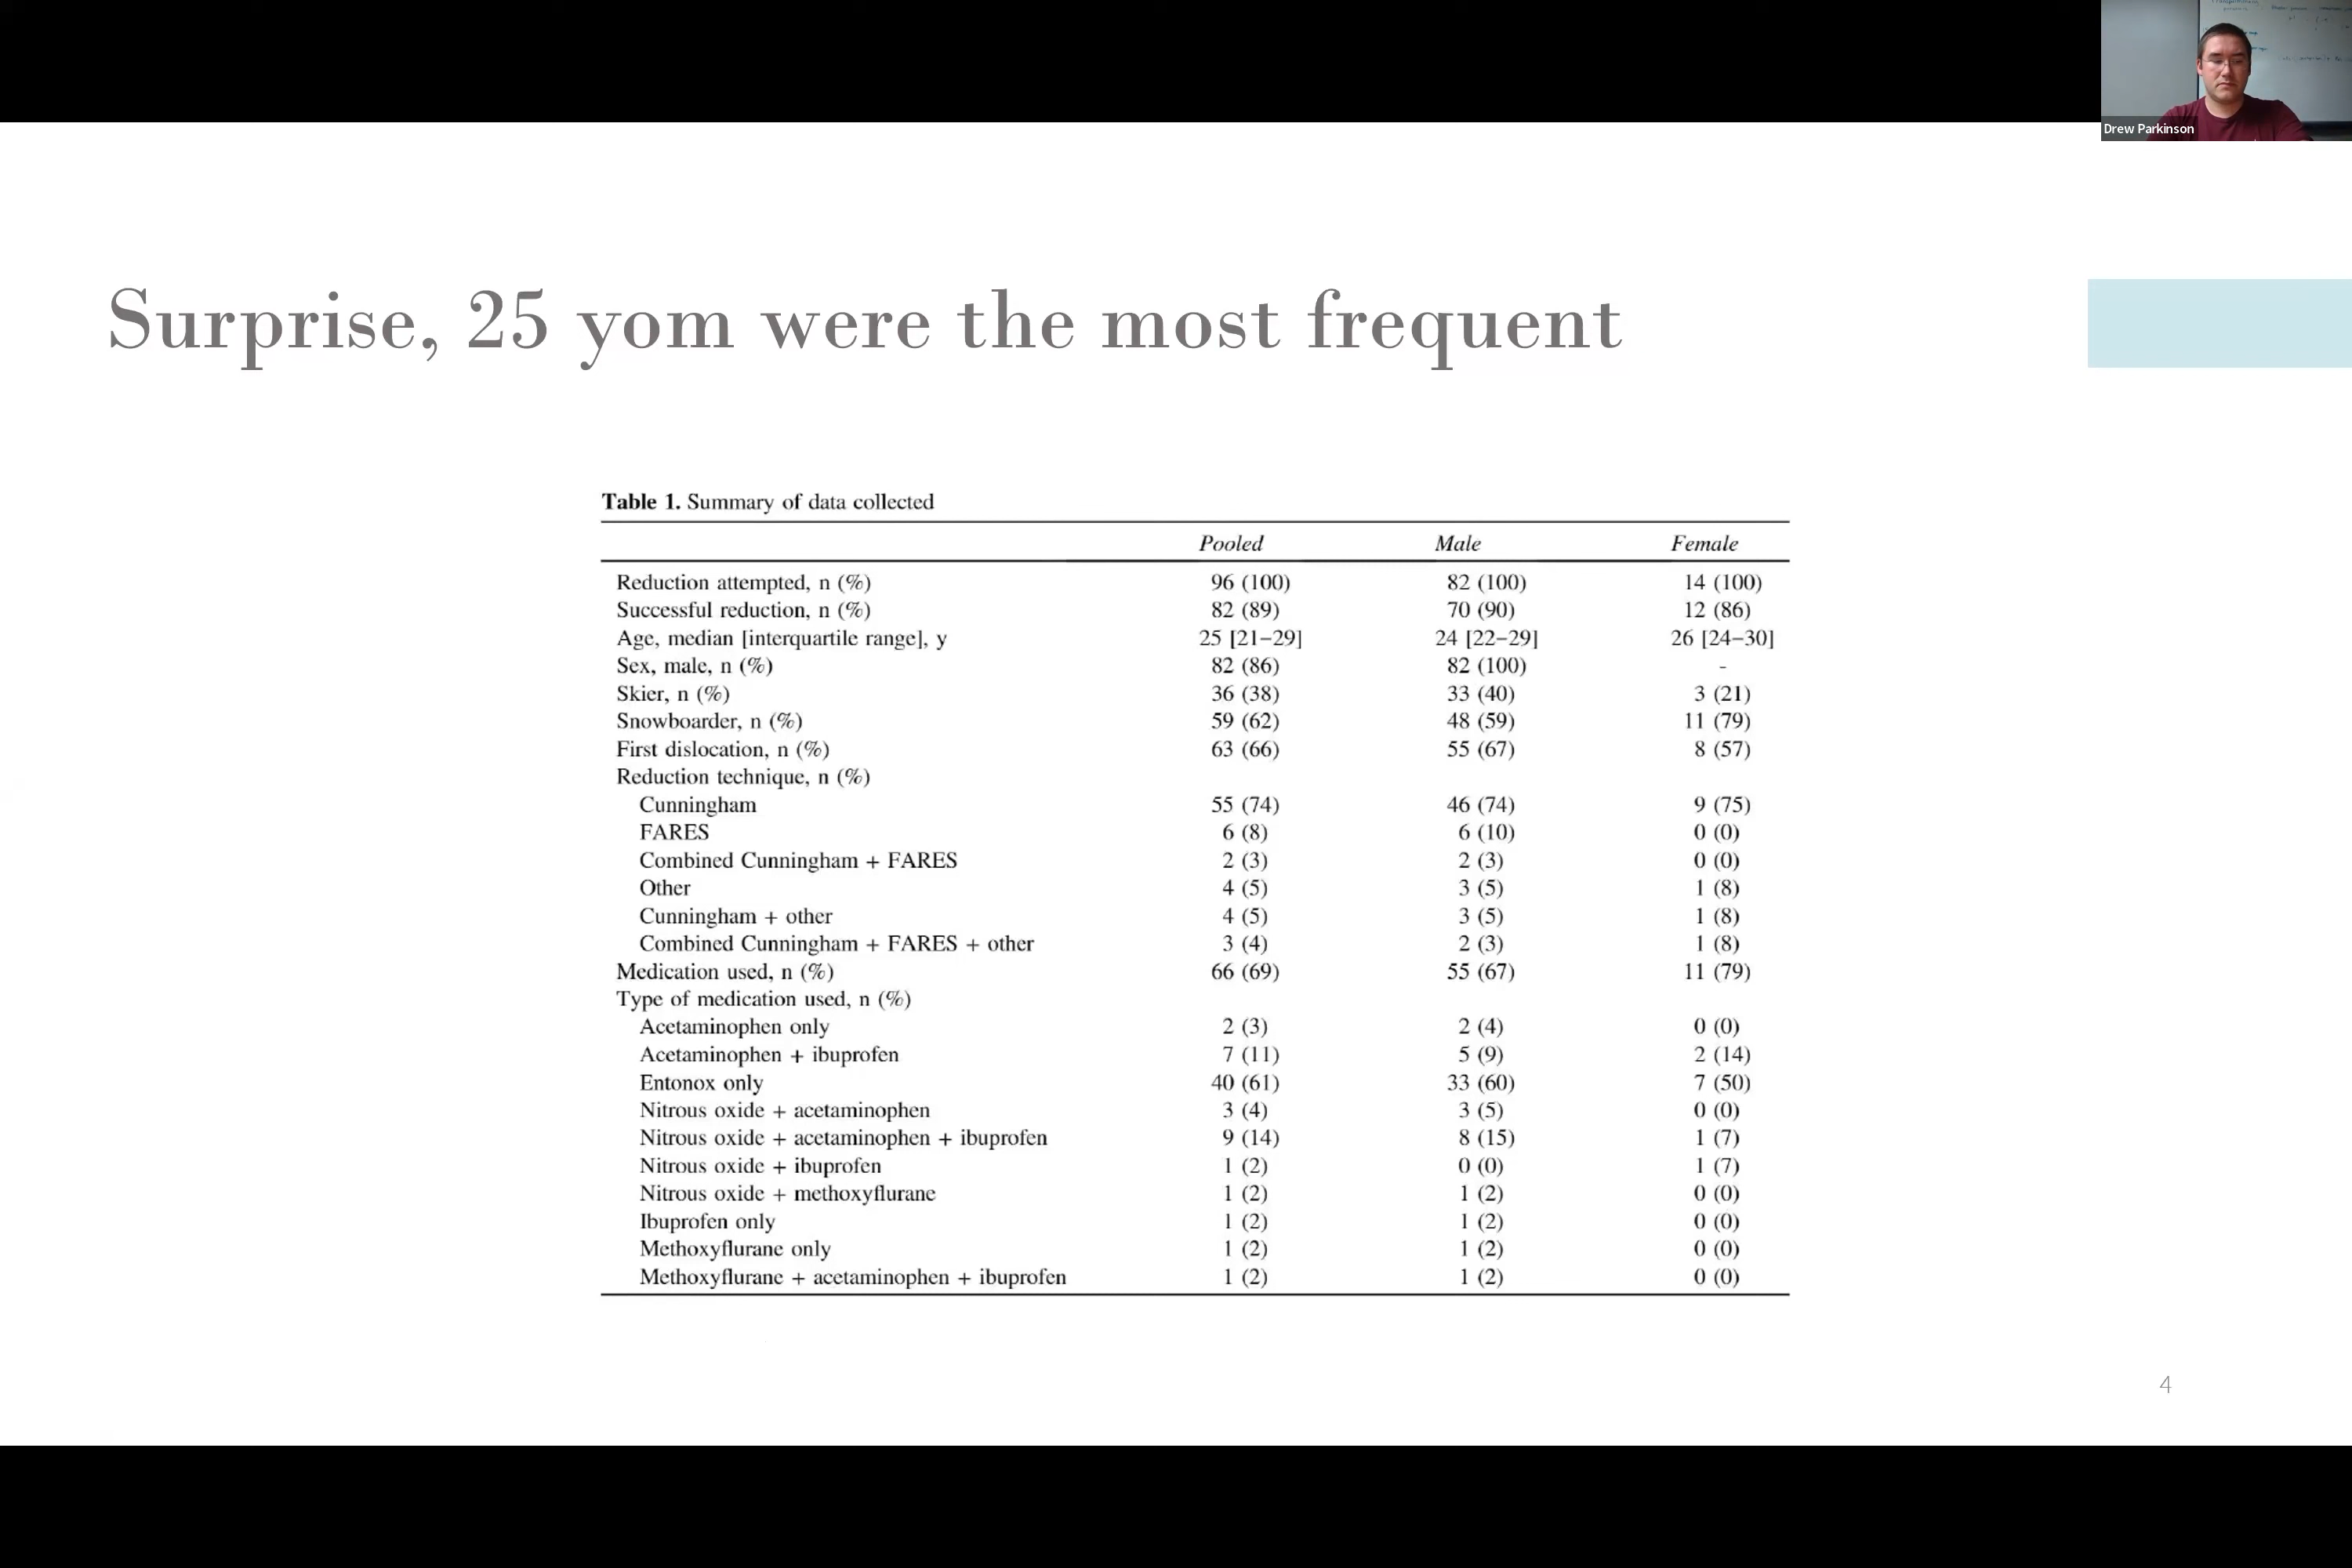 Drew Parkinson
Surprise, 25 yom were the most frequent
Table 1. Summary of data collected
Pooled Male Female
Reduction attempted, n (%) 96 (100) 82 (100) 14 (100)
Successful reduction, n (%) 82 (89) 70 (90) 12 (86)
Age, median [interquartile range], y 25 [21–29] 24 [22–29] 26 [24–30]
Sex, male, n (%) 82 (86) 82 (100) -
Skier, n (%) 36 (38) 33 (40) 3 (21)
Snowboarder, n (%) 59 (62) 48 (59) 11 (79)
First dislocation, n (%) 63 (66) 55 (67) 8 (57)
Reduction technique, n (%)
Cunningham 55 (74) 46 (74) 9 (75)
FARES 6 (8) 6 (10) 0 (0)
Combined Cunningham + FARES 2 (3) 2 (3) 0 (0)
Other 4 (5) 3 (5) 1 (8)
Cunningham + other 4 (5) 3 (5) 1 (8)
Combined Cunningham + FARES + other 3 (4) 2 (3) 1 (8)
Medication used, n (%) 66 (69) 55 (67) 11 (79)
Type of medication used, n (%)
Acetaminophen only 2 (3) 2 (4) 0 (0)
Acetaminophen + ibuprofen 7 (11) 5 (9) 2 (14)
Entonox only 40 (61) 33 (60) 7 (50)
Nitrous oxide + acetaminophen 3 (4) 3 (5) 0 (0)
Nitrous oxide + acetaminophen + ibuprofen 9 (14) 8 (15) 1 (7)
Nitrous oxide + ibuprofen 1 (2) 0 (0) 1 (7)
Nitrous oxide + methoxyflurane 1 (2) 1 (2) 0 (0)
Ibuprofen only 1 (2) 1 (2) 0 (0)
Methoxyflurane only 1 (2) 1 (2) 0 (0)
Methoxyflurane + acetaminophen + ibuprofen 1 (2) 1 (2) 0 (0)
4